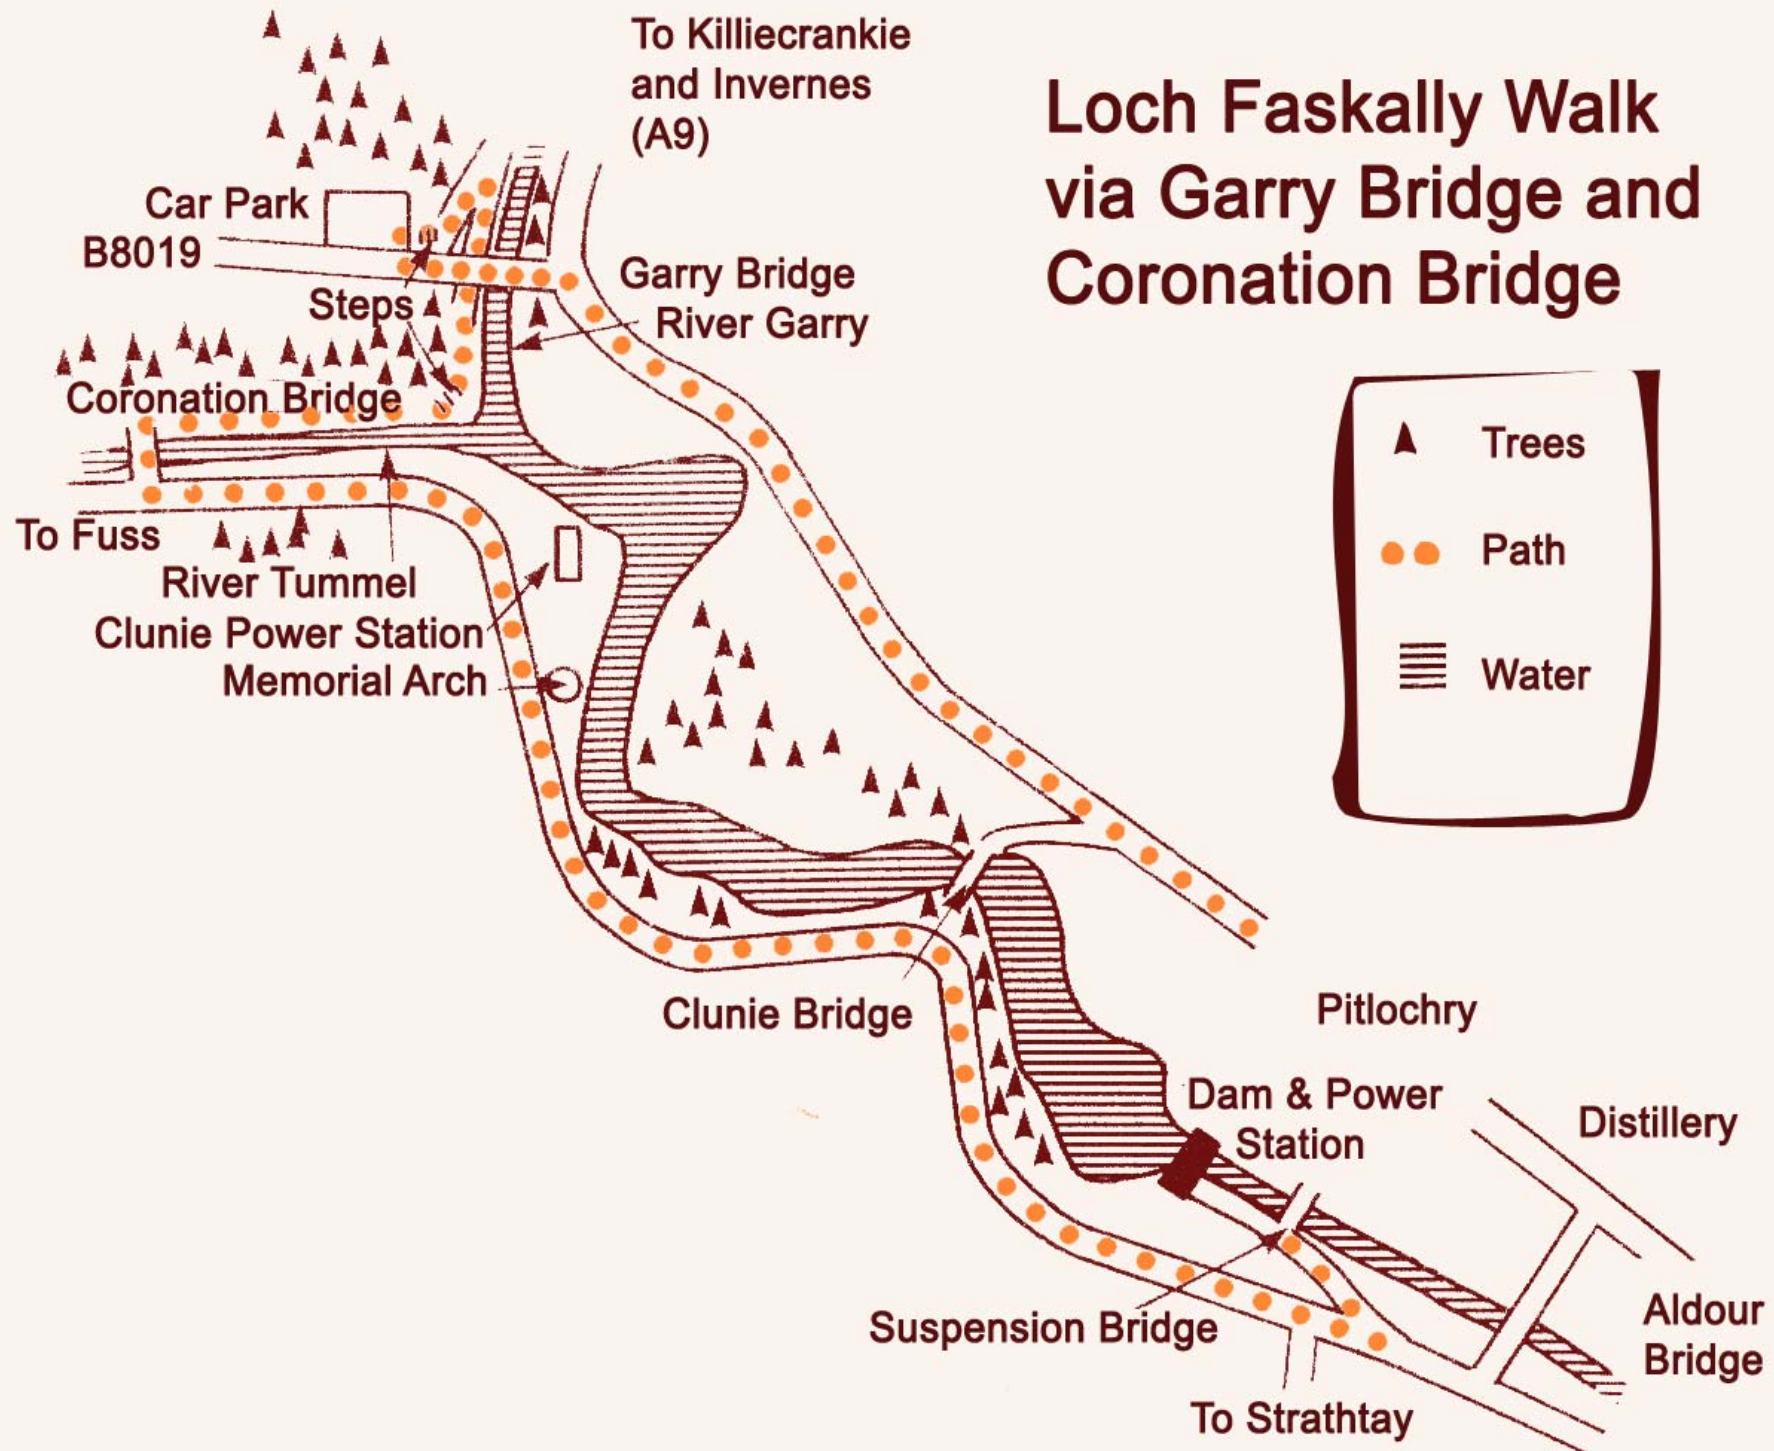 To Killiecrankie
and Invernes
(A9)
Loch Faskally Walk
via Garry Bridge and
Coronation Bridge
Car Park
B8019
Steps
Garry Bridge
River Garry
Coronation Bridge
Trees
Path
Water
To Fuss
River Tummel
Clunie Power Station
Memorial Arch
Clunie Bridge
Pitlochry
Dam & Power
Station
Distillery
Suspension Bridge
Aldour
Bridge
To Strathtay